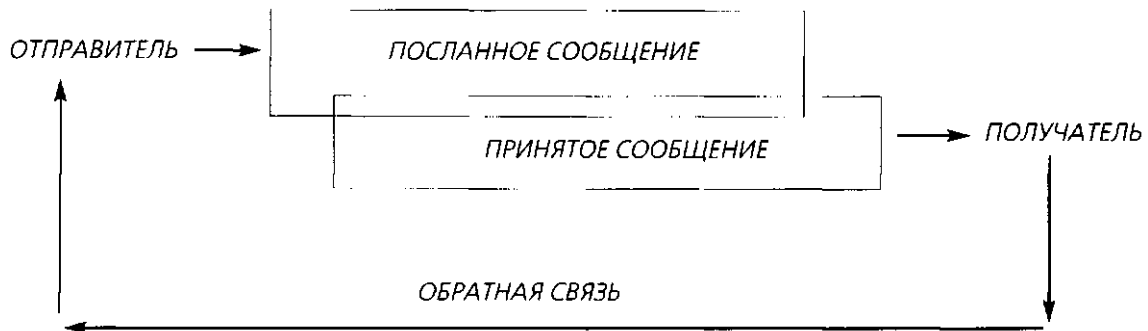 ОТПРАВИТЕЛЬ
ПОСЛАННОЕ СООБЩЕНИЕ
ПРИНЯТОЕ СООБЩЕНИЕ
ПОЛУЧАТЕЛЬ
ОБРАТНАЯ СВЯЗЬ